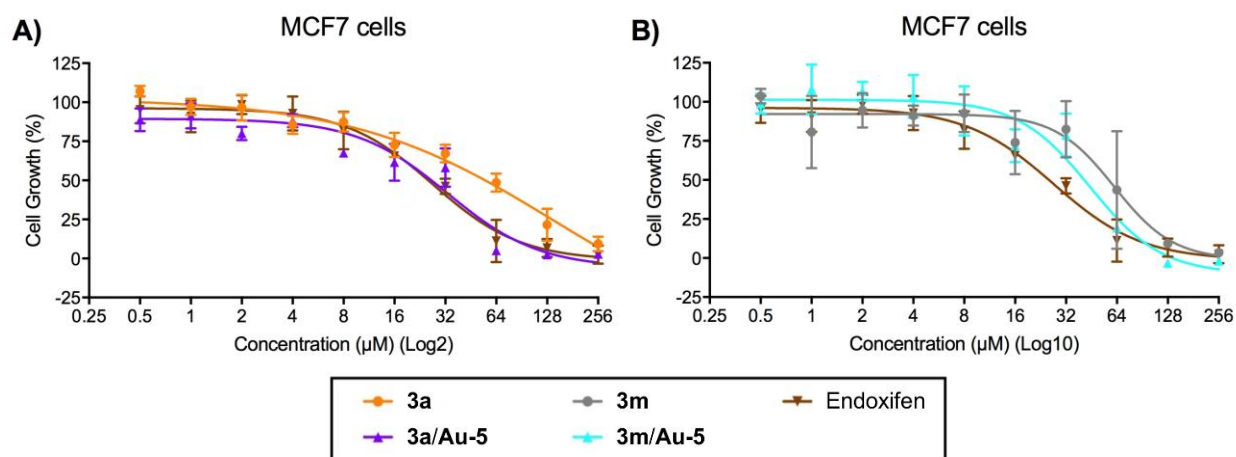 A)
MCF7 cells
Cell Growth (%)
125
100
75
50
25
0
-25
0.25 0.5 1 2 4 8 16 32 64 128 256
Concentration (µM) (Log2)
B)
MCF7 cells
Cell Growth (%)
125
100
75
50
25
0
-25
0.25 0.5 1 2 4 8 16 32 64 128 256
Concentration (µM) (Log10)
3a 3m Endoxifen
3a/Au-5 3m/Au-5